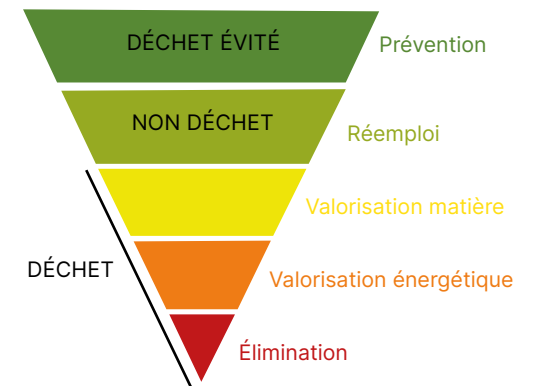 DÉCHET ÉVITÉ
Prévention
NON DÉCHET
Réemploi
Valorisation matière
DÉCHET
Valorisation énergétique
Élimination